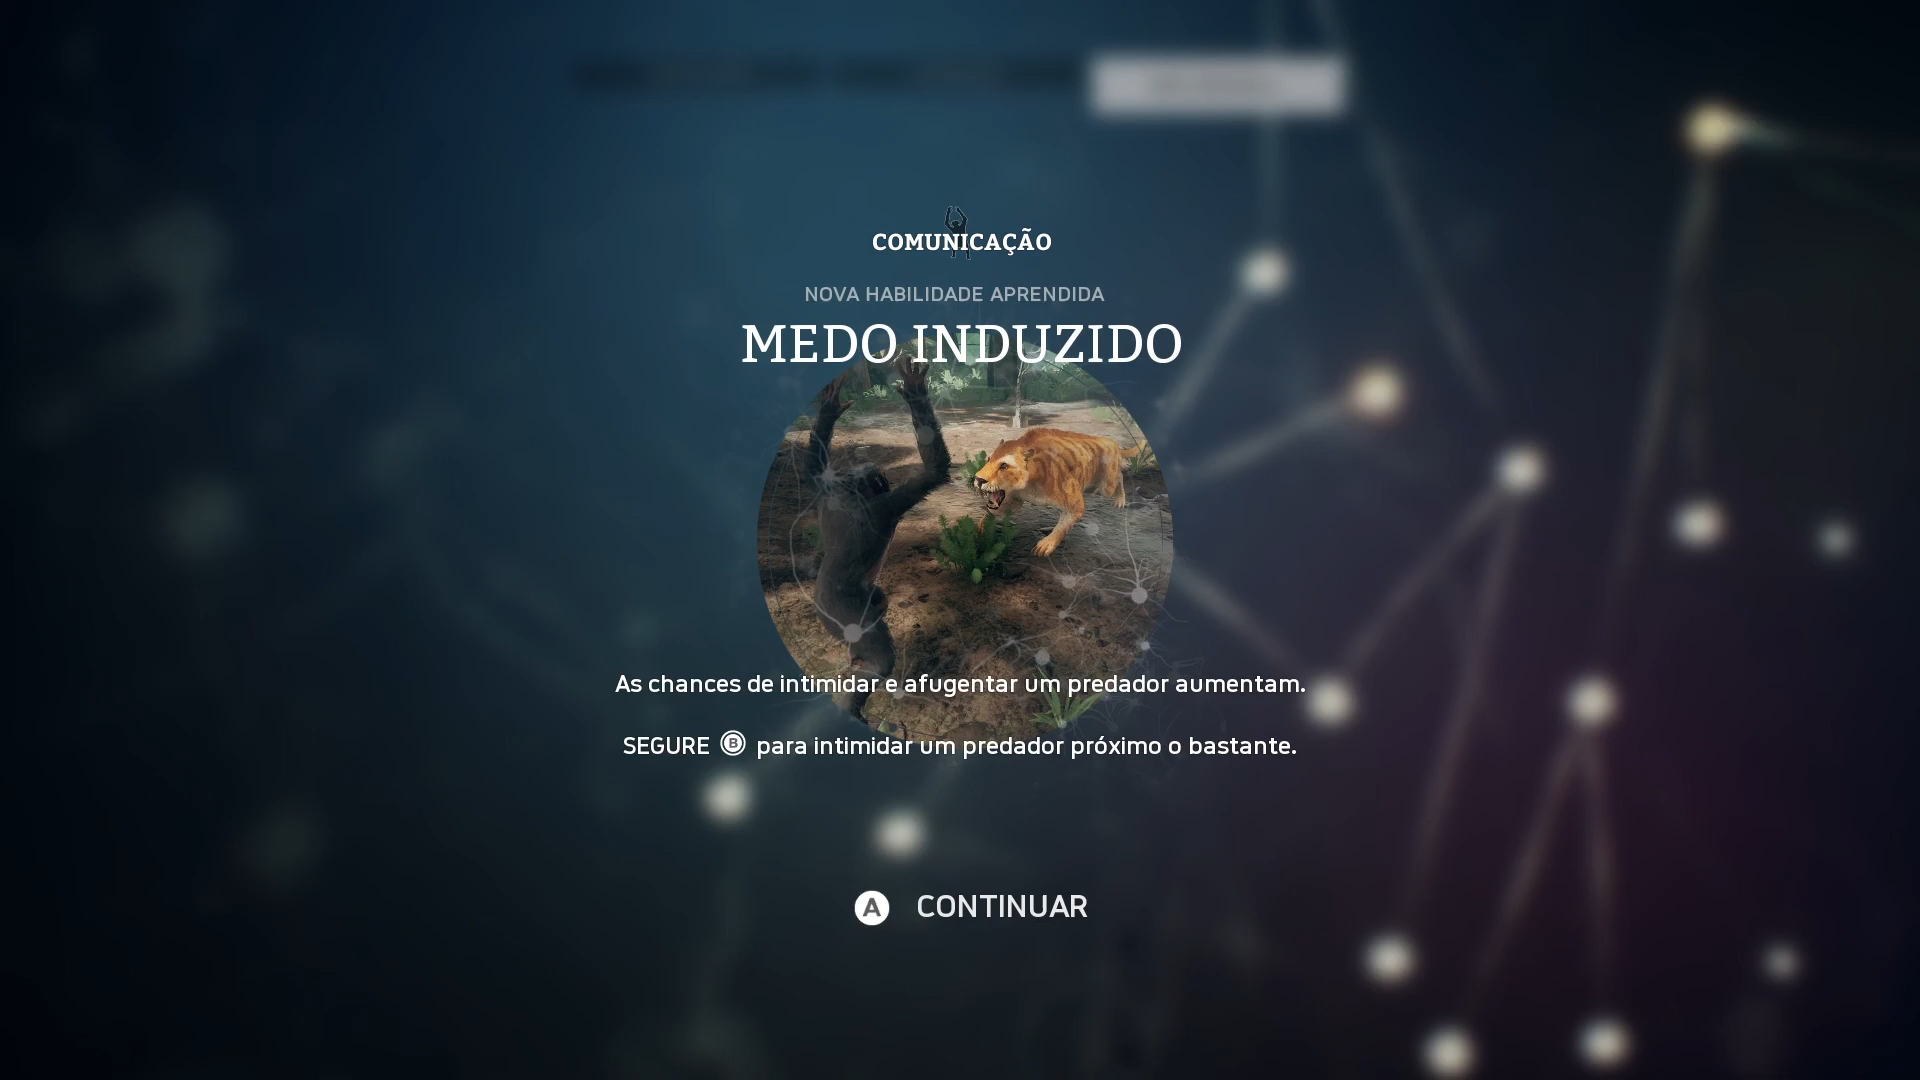 COMUNICAÇÃO
NOVA HABILIDADE APRENDIDA
MEDO INDUZIDO
As chances de intimidar e afugentar um predador aumentam.
SEGURE B para intimidar um predador próximo o bastante.
A CONTINUAR